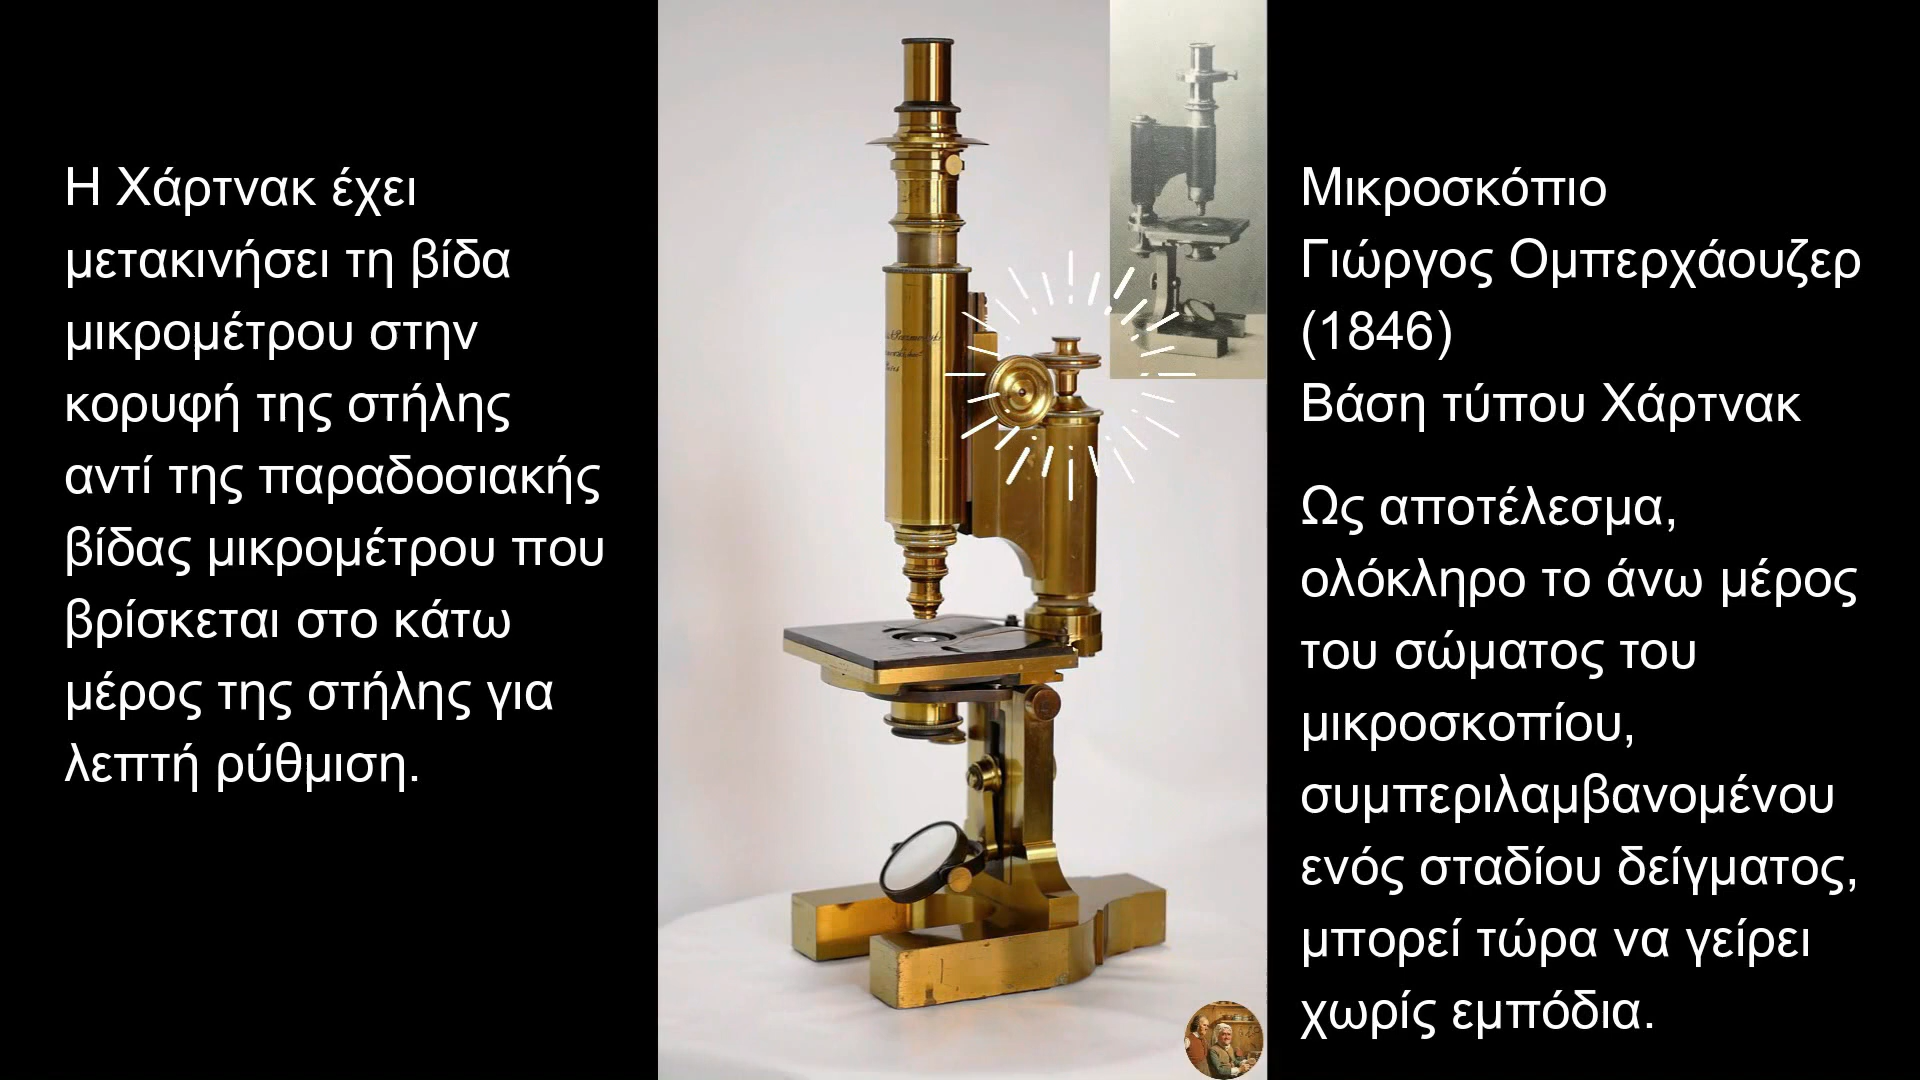 Η Χάρτνακ έχει
μετακινήσει τη βίδα
μικρομέτρου στην
κορυφή της στήλης
αντί της παραδοσιακής
βίδας μικρομέτρου που
βρίσκεται στο κάτω
μέρος της στήλης για
λεπτή ρύθμιση.
Μικροσκόπιο
Γιώργος Ομπερχάουζερ
(1846)
Βάση τύπου Χάρτνακ
Ως αποτέλεσμα,
ολόκληρο το άνω μέρος
του σώματος του
μικροσκοπίου,
συμπεριλαμβανομένου
ενός σταδίου δείγματος,
μπορεί τώρα να γείρει
χωρίς εμπόδια.